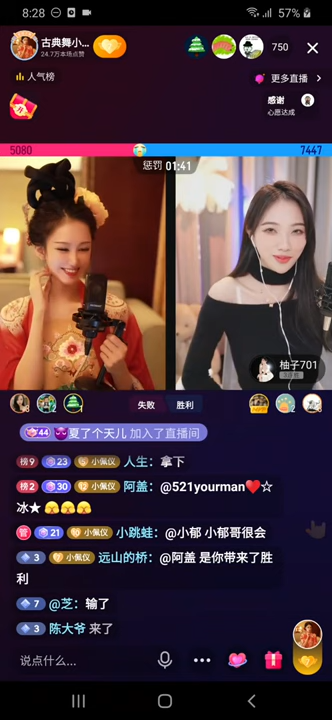 8:28
57%
古典舞小...
24.7万本场点赞
750
人气榜
更多直播
感谢
心愿达成
5080
7447
惩罚 01:41
柚子701
失败
胜利
44 夏了个天儿 加入了直播间
榜9 23 小佩仪 人生：拿下
榜2 30 小佩仪 阿盖：@521yourman❤️☆
冰★
管 21 小佩仪 小跳蛙：@小郁 小郁哥很会
3 小佩仪 远山的桥：@阿盖 是你带来了胜
利
7 @芝：输了
3 陈大爷 来了
说点什么...